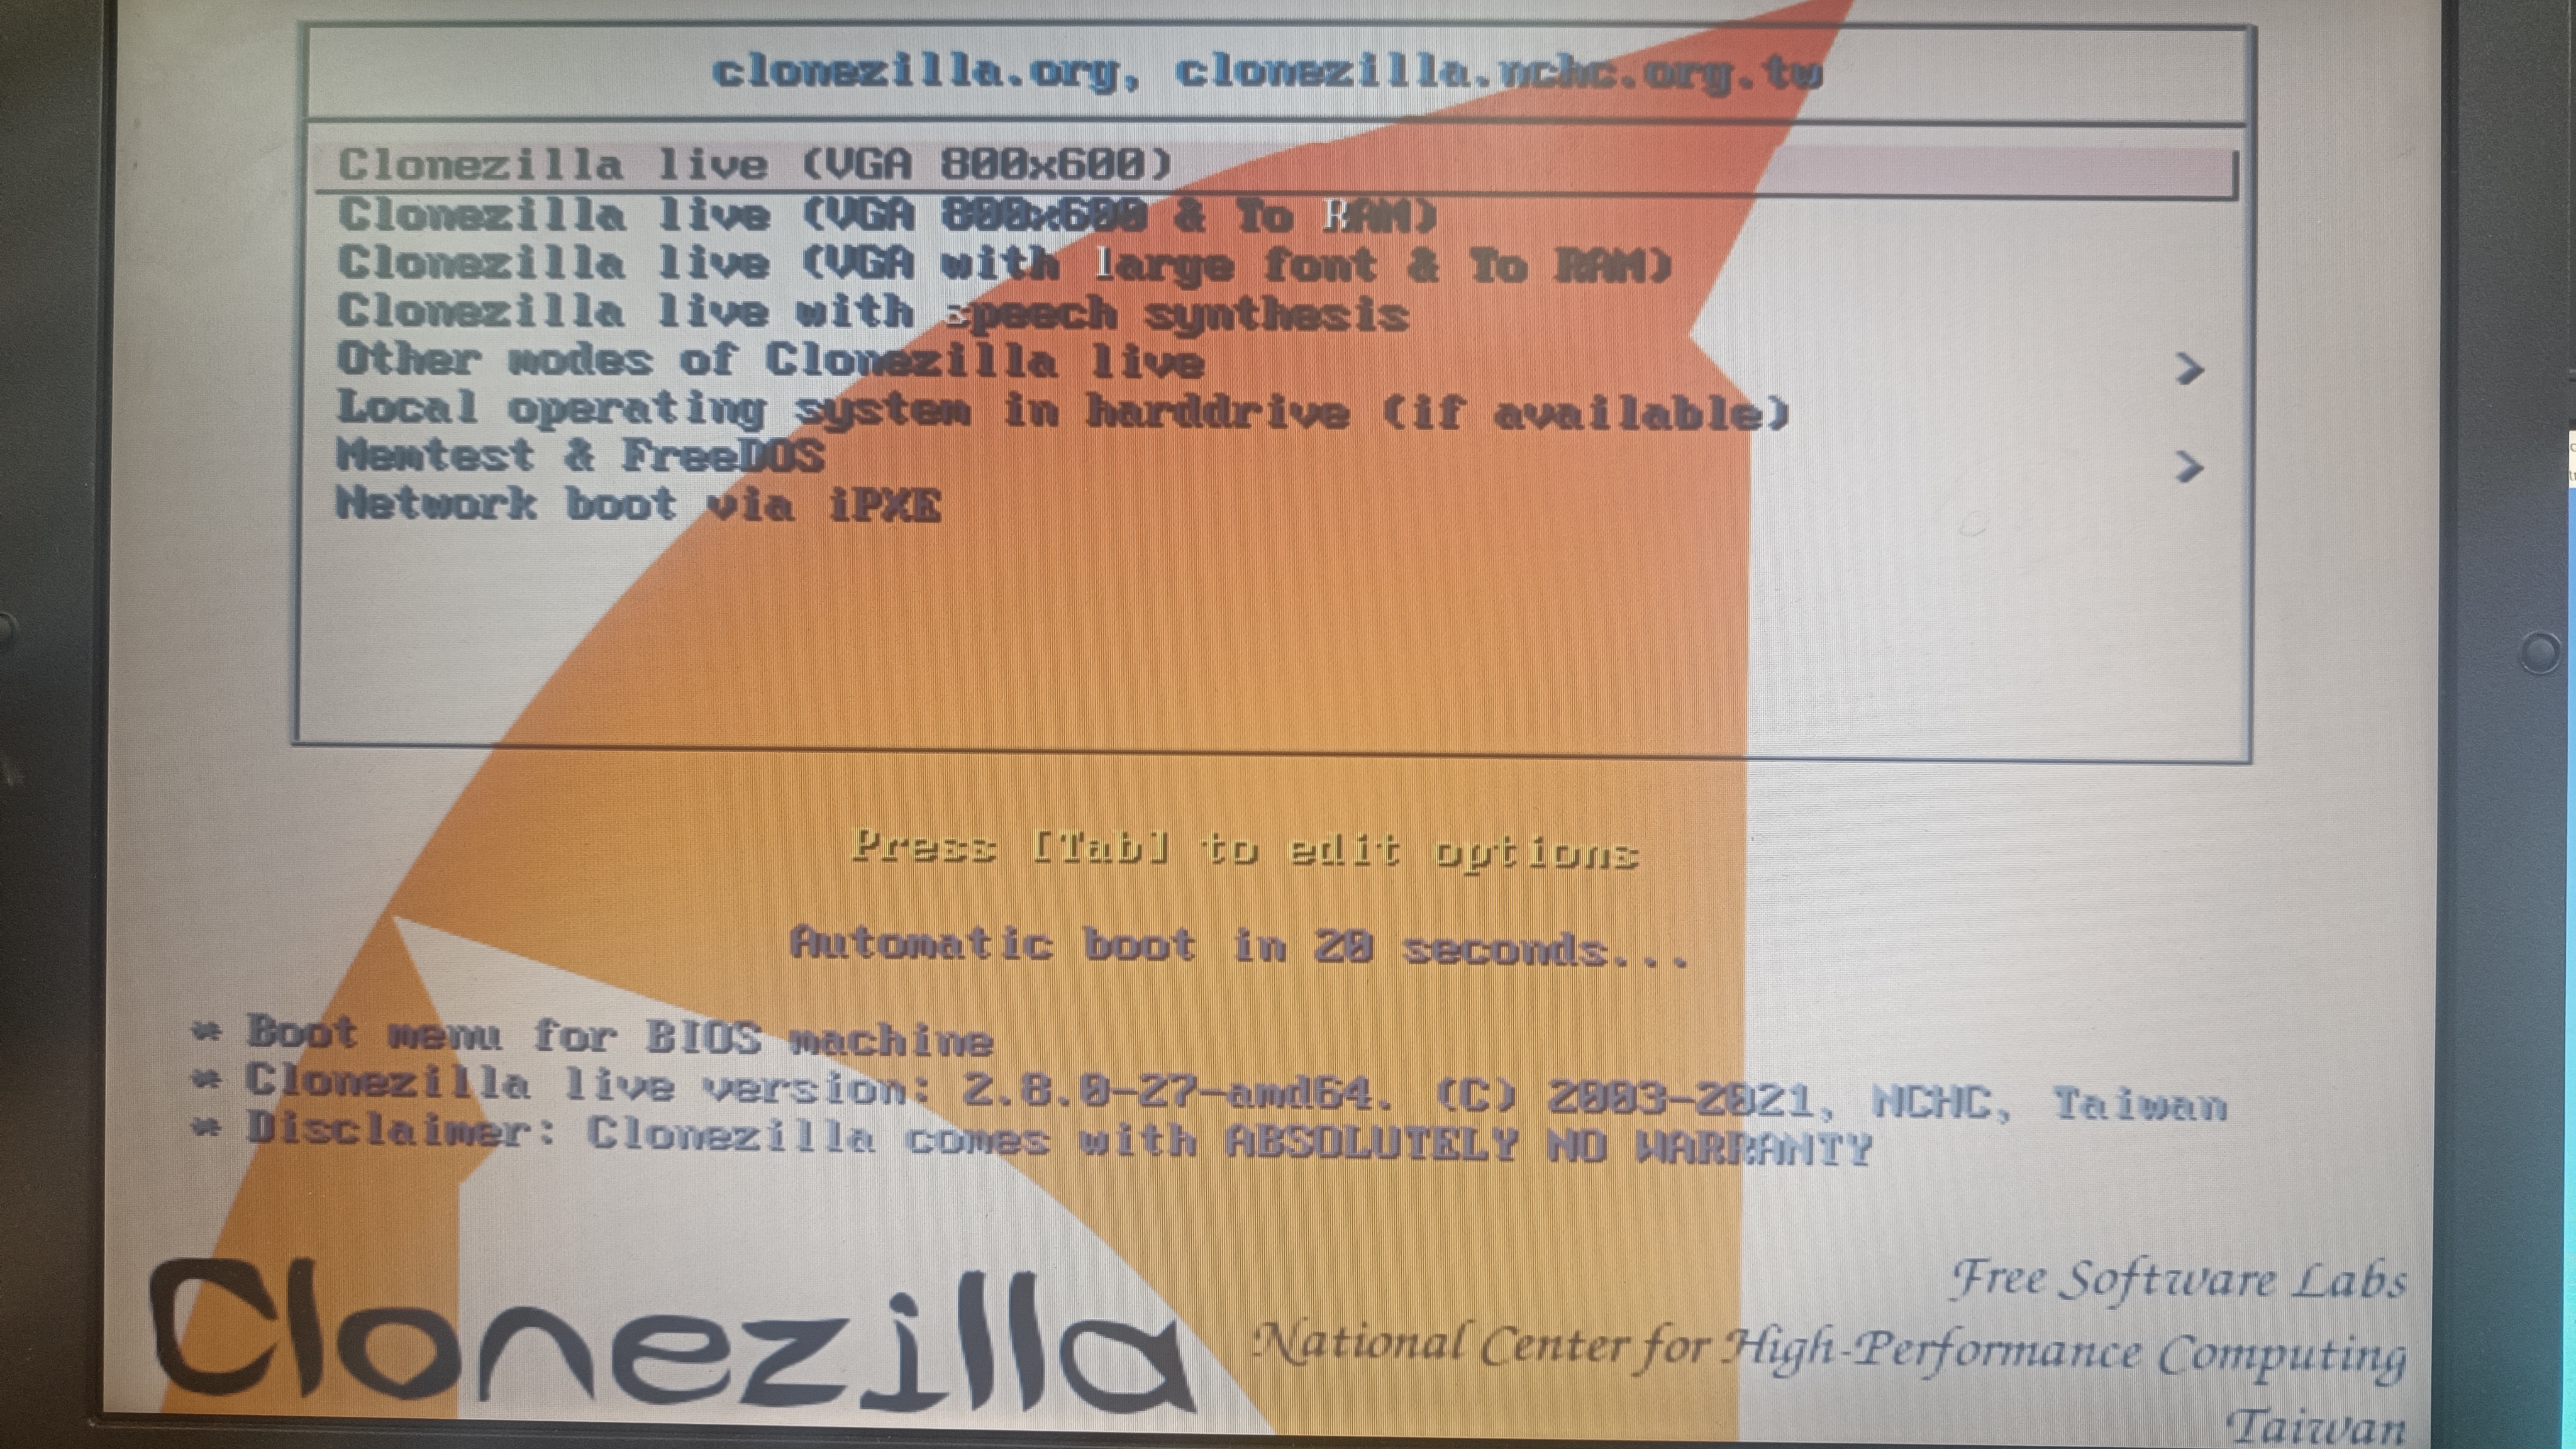 clonezilla.org, clonezilla.nchc.org.tw
Clonezilla live (VGA 800x600)
Clonezilla live (VGA 800x600 & To RAM)
Clonezilla live (VGA with large font & To RAM)
Clonezilla live with speech synthesis
Other modes of Clonezilla live >
Local operating system in harddrive (if available)
Memtest & FreeDOS >
Network boot via iPXE
Press [Tab] to edit options
Automatic boot in 20 seconds...
* Boot menu for BIOS machine
* Clonezilla live version: 2.8.0-27-amd64. (C) 2003-2021, NCHC, Taiwan
* Disclaimer: Clonezilla comes with ABSOLUTELY NO WARRANTY
Clonezilla
Free Software Labs
National Center for High-Performance Computing
Taiwan